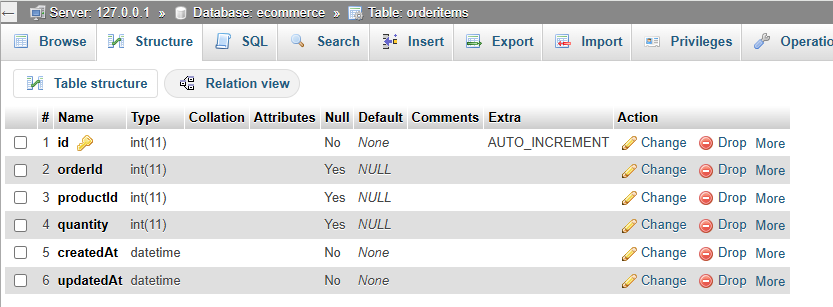 Server: 127.0.0.1 » Database: ecommerce » Table: orderitems
Browse Structure SQL Search Insert Export Import Privileges Operatio
Table structure Relation view
# Name Type Collation Attributes Null Default Comments Extra Action
1 id int(11) No None AUTO_INCREMENT Change Drop More
2 orderId int(11) Yes NULL Change Drop More
3 productId int(11) Yes NULL Change Drop More
4 quantity int(11) Yes NULL Change Drop More
5 createdAt datetime No None Change Drop More
6 updatedAt datetime No None Change Drop More